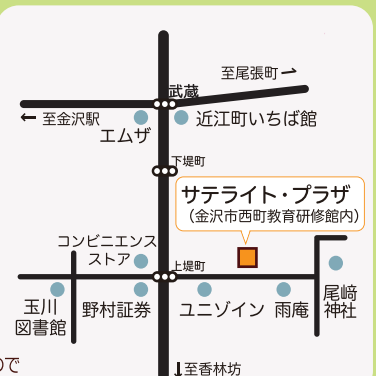 至尾張町
武蔵
至金沢駅
近江町いちば館
エムザ
下堤町
サテライト・プラザ
(金沢市西町教育研修館内)
コンビニエンス
ストア
上堤町
玉川
図書館
野村証券
ユニゾイン
雨庵
尾﨑
神社
ので
至香林坊